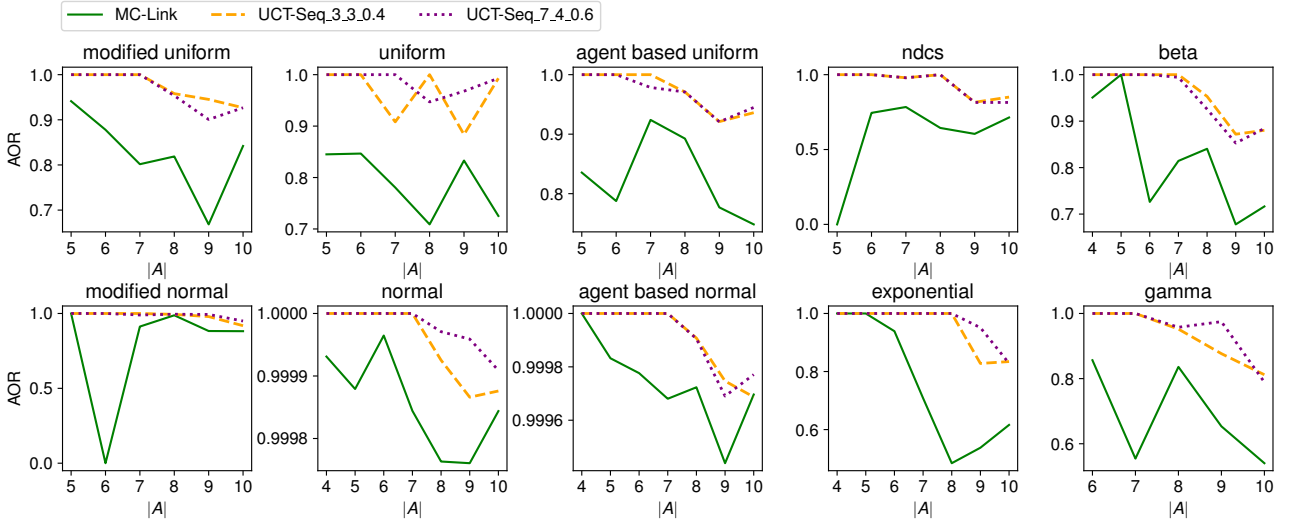 MC-Link UCT-Seq_3_3_0.4 UCT-Seq_7_4_0.6
modified uniform uniform agent based uniform ndcs beta
AOR
1.0 0.9 0.8 0.7
5 6 7 8 9 10
|A|
1.0 0.9 0.8 0.7
5 6 7 8 9 10
|A|
1.0 0.9 0.8
5 6 7 8 9 10
|A|
1.0 0.5 0.0
5 6 7 8 9 10
|A|
1.0 0.9 0.8 0.7
4 5 6 7 8 9 10
|A|
modified normal normal agent based normal exponential gamma
AOR
1.0 0.5 0.0
5 6 7 8 9 10
|A|
1.0000 0.9999 0.9998
4 5 6 7 8 9 10
|A|
1.0000 0.9998 0.9996
4 5 6 7 8 9 10
|A|
1.0 0.8 0.6
4 5 6 7 8 9 10
|A|
1.0 0.8 0.6
6 7 8 9 10
|A|